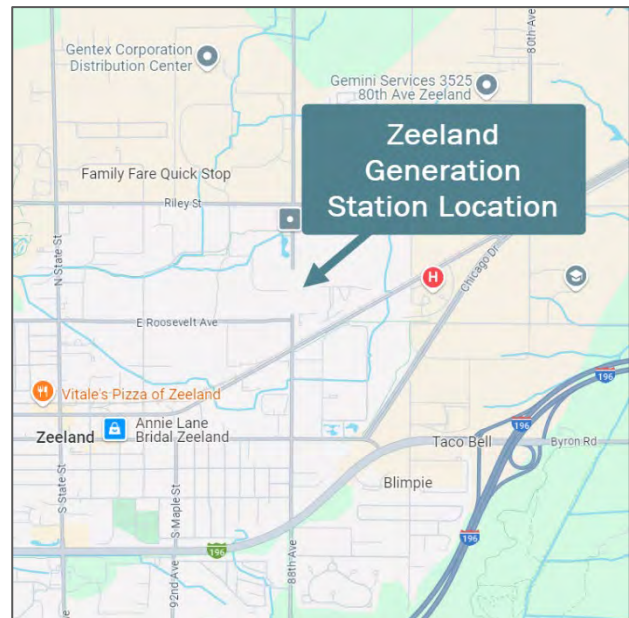 Gentex Corporation
Distribution Center
80th Ave
Gemini Services 3525
80th Ave Zeeland
Zeeland
Generation
Station Location
Family Fare Quick Stop
Riley St
N State St
Chicago Dr
H
E Roosevelt Ave
Vitale's Pizza of Zeeland
196
Annie Lane
Bridal Zeeland
Zeeland
196
Taco Bell
Byron Rd
Blimpie
S State St
S Maple St
92nd Ave
88th Ave
196
196